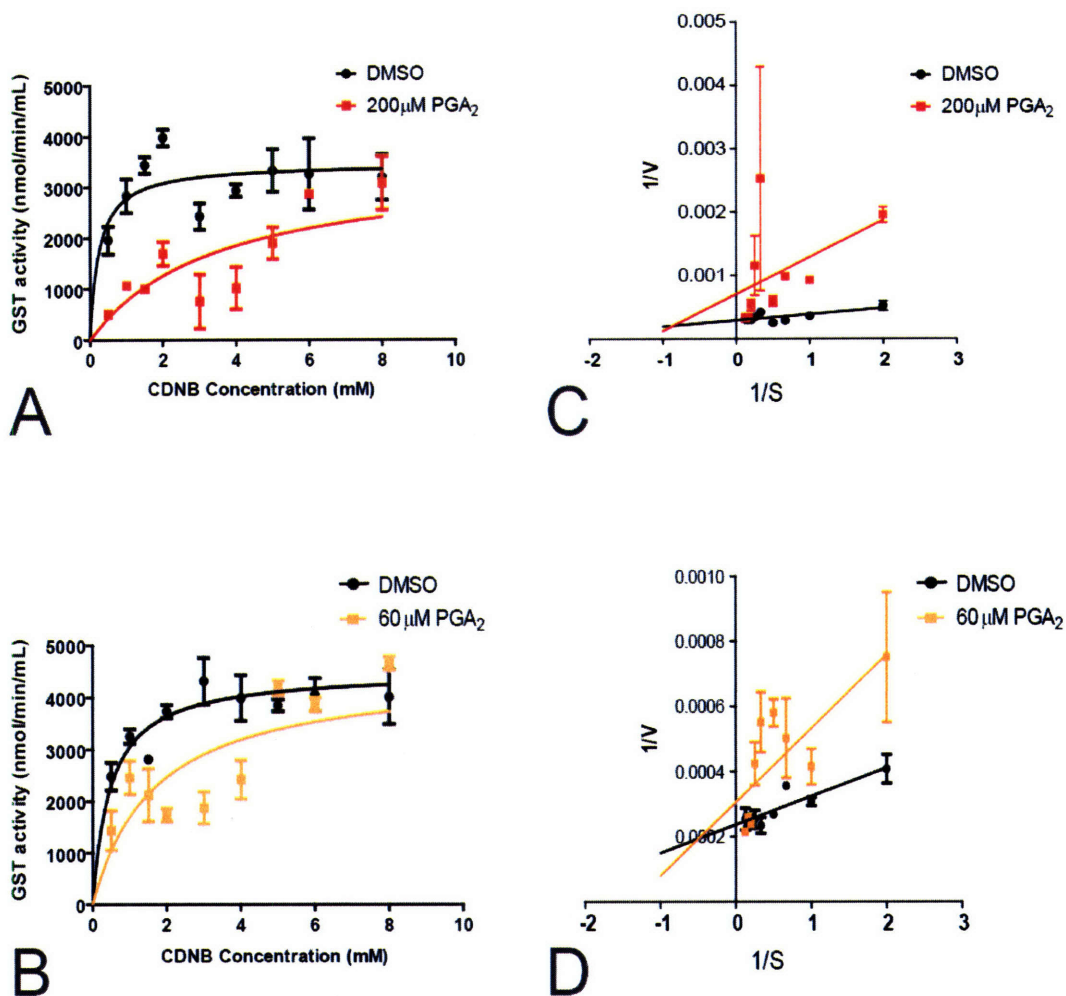 DMSO
200μM PGA₂
GST activity (nmol/min/mL)
5000
4000
3000
2000
1000
0
0 2 4 6 8 10
CDNB Concentration (mM)
A
0.005
0.004
0.003
0.002
0.001
1/V
DMSO
200μM PGA₂
-2 -1 0 1 2 3
1/S
C
DMSO
60μM PGA₂
GST activity (nmol/min/mL)
5000
4000
3000
2000
1000
0
0 2 4 6 8 10
CDNB Concentration (mM)
B
0.0010
0.0008
0.0006
0.0004
0.0002
1/V
DMSO
60μM PGA₂
-2 -1 0 1 2 3
1/S
D